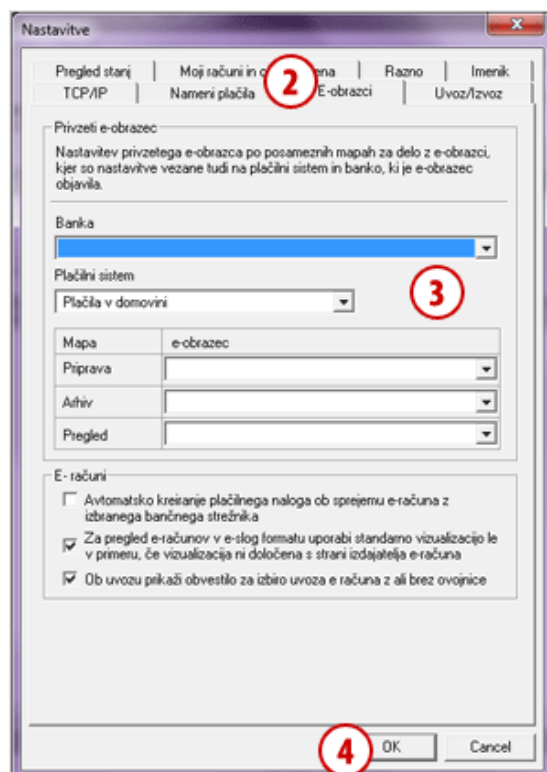 Nastavitve
Pregled stanj Moji računi in c ena Razno Imenik
TCP/IP Nameni plačila 2 E-obrazci Uvoz/Izvoz
Privzeti e-obrazec
Nastavitev privzetega e-obrazca po posameznih mapah za delo z e-obrazci,
kjer so nastavitve vezane tudi na plačilni sistem in banko, ki je e-obrazec
objavila.
Banka
Plačilni sistem
3
Plačila v domovini
Mapa e-obrazec
Priprava
Arhiv
Pregled
E- računi
Avtomatsko kreiranje plačilnega naloga ob sprejemu e-računa z
izbranega bančnega strežnika
Za pregled e-računov v e-slog formatu uporabi standarno vizualizacijo le
v primeru, če vizualizacija ni določena s strani izdajatelja e-računa
Ob uvozu prikaži obvestilo za izbiro uvoza e računa z ali brez ovojnice
4 OK Cancel